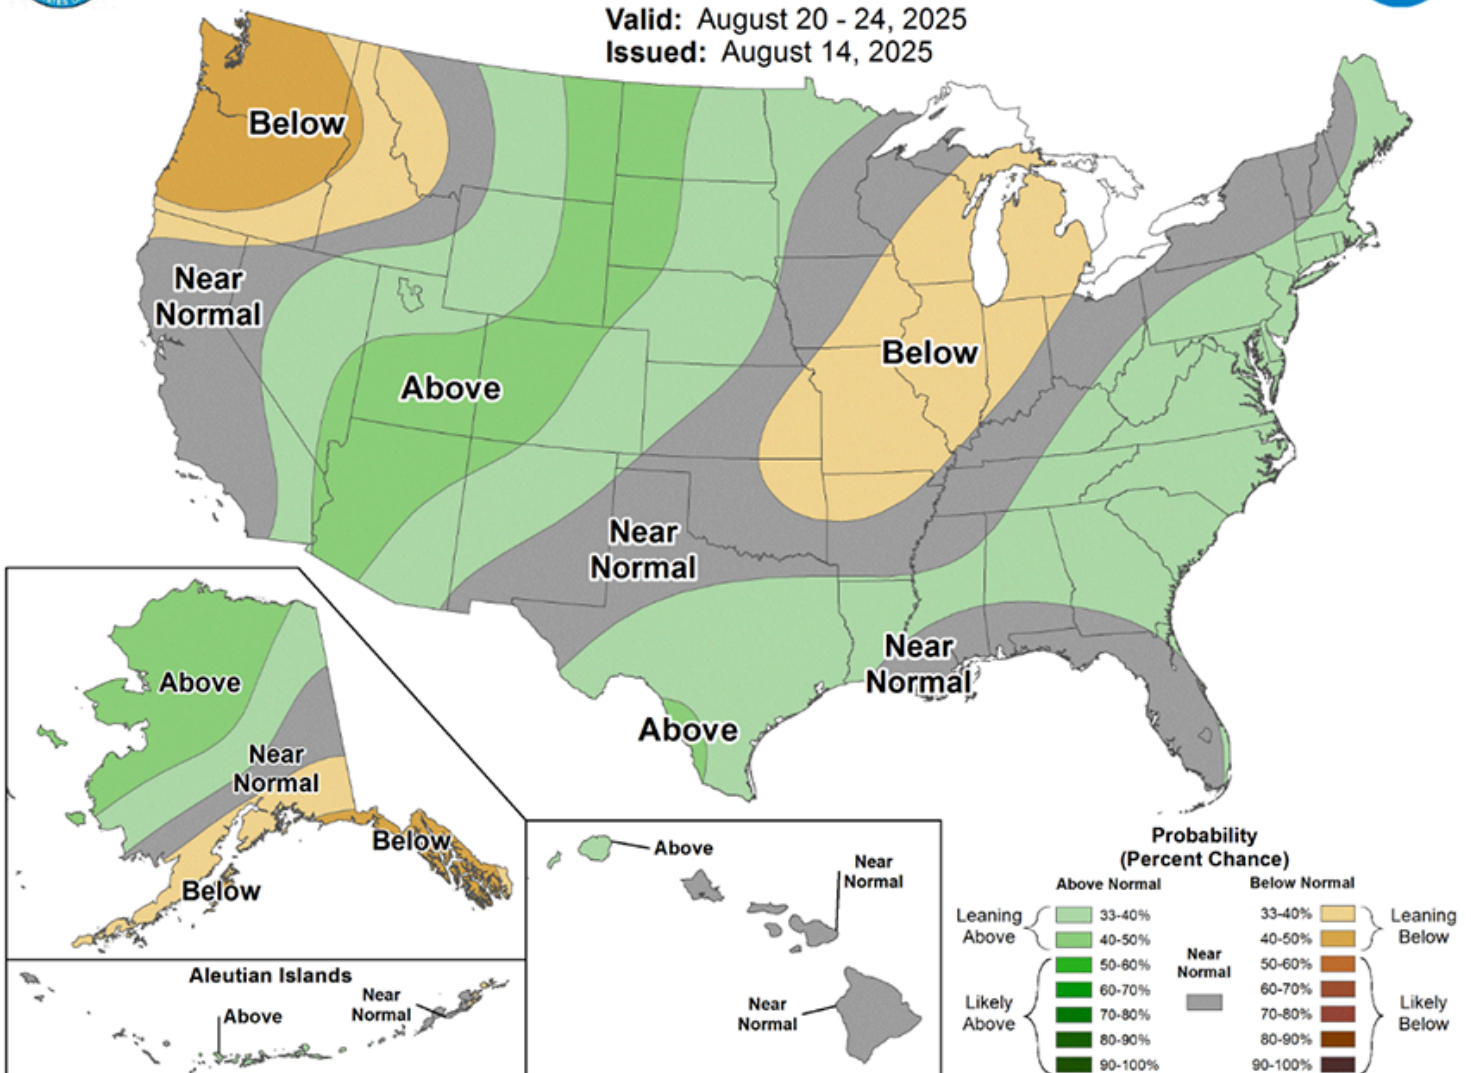 Valid: August 20 - 24, 2025
Issued: August 14, 2025
Below
Near
Normal
Above
Below
Near
Normal
Near
Normal
Above
Above
Near
Normal
Below
Below
Aleutian Islands
Above
Near
Normal
Above
Near
Normal
Near
Normal
Probability
(Percent Chance)
Above Normal
Below Normal
Leaning
Above
33-40%
40-50%
Likely
Above
50-60%
60-70%
70-80%
80-90%
90-100%
Near
Normal
33-40%
40-50%
Leaning
Below
50-60%
60-70%
70-80%
80-90%
90-100%
Likely
Below